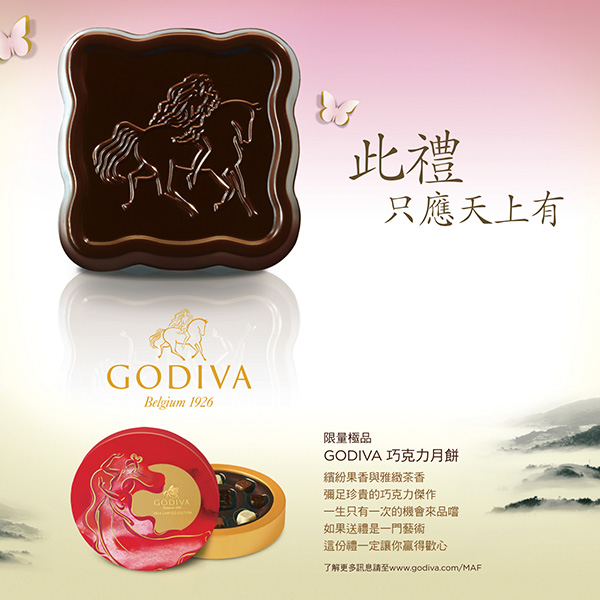 此禮
只應天上有
GODIVA
Belgium 1926
限量極品
GODIVA 巧克力月餅
繽紛果香與雅緻茶香
彌足珍貴的巧克力傑作
一生只有一次的機會來品嚐
如果送禮是一門藝術
這份禮一定讓你贏得歡心
了解更多訊息請至www.godiva.com/MAF
GODIVA